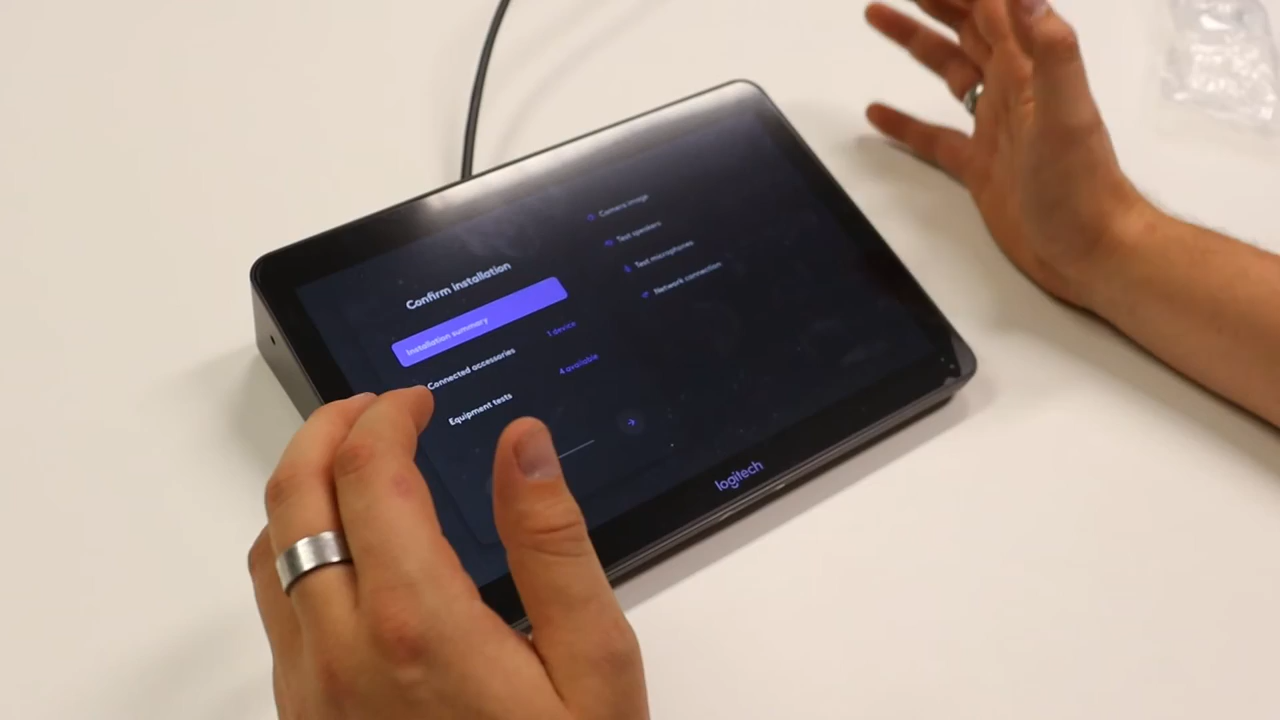 Confirm installation
Installation summary
Connected accessories
1 device
Equipment tests
4 available
Camera image
Test speakers
Test microphones
Network connection
logitech